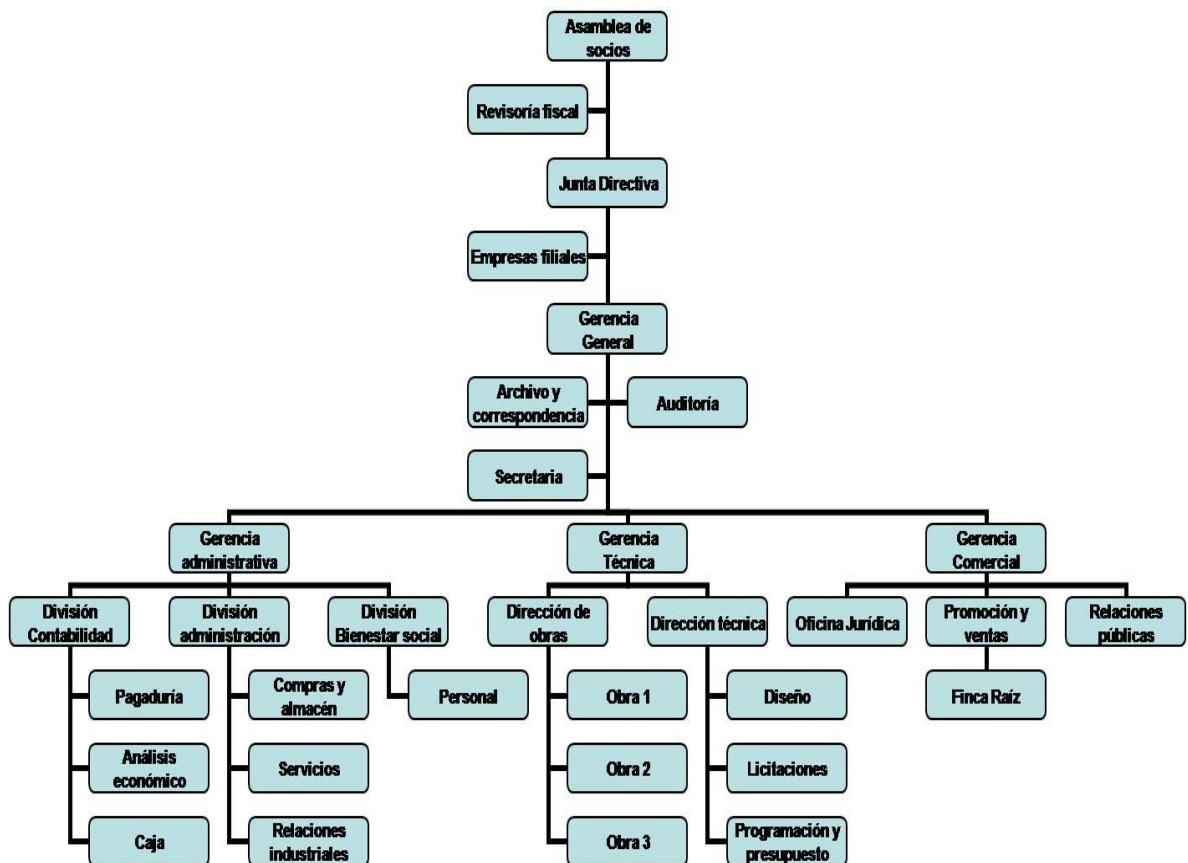 Asamblea de
socios
Revisoría fiscal
Junta Directiva
Empresas filiales
Gerencia
General
Archivo y
correspondencia
Auditoría
Secretaria
Gerencia
administrativa
Gerencia
Técnica
Gerencia
Comercial
División
Contabilidad
División
administración
División
Bienestar social
Dirección de
obras
Dirección técnica
Oficina Jurídica
Promoción y
ventas
Relaciones
públicas
Pagaduría
Compras y
almacén
Personal
Obra 1
Diseño
Finca Raíz
Análisis
económico
Servicios
Obra 2
Licitaciones
Caja
Relaciones
industriales
Obra 3
Programación y
presupuesto